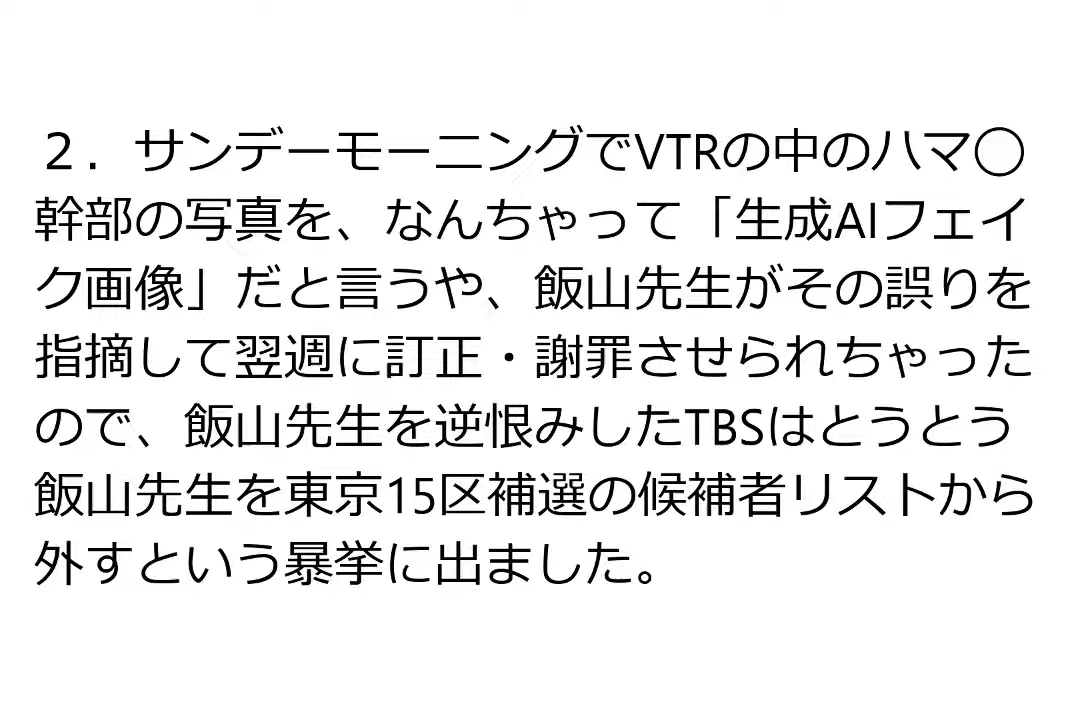 ２．サンデーモーニングでVTRの中のハマ〇
幹部の写真を、なんちゃって「生成AIフェイ
ク画像」だと言うや、飯山先生がその誤りを
指摘して翌週に訂正・謝罪させられちゃった
ので、飯山先生を逆恨みしたTBSはとうとう
飯山先生を東京15区補選の候補者リストから
外すという暴挙に出ました。